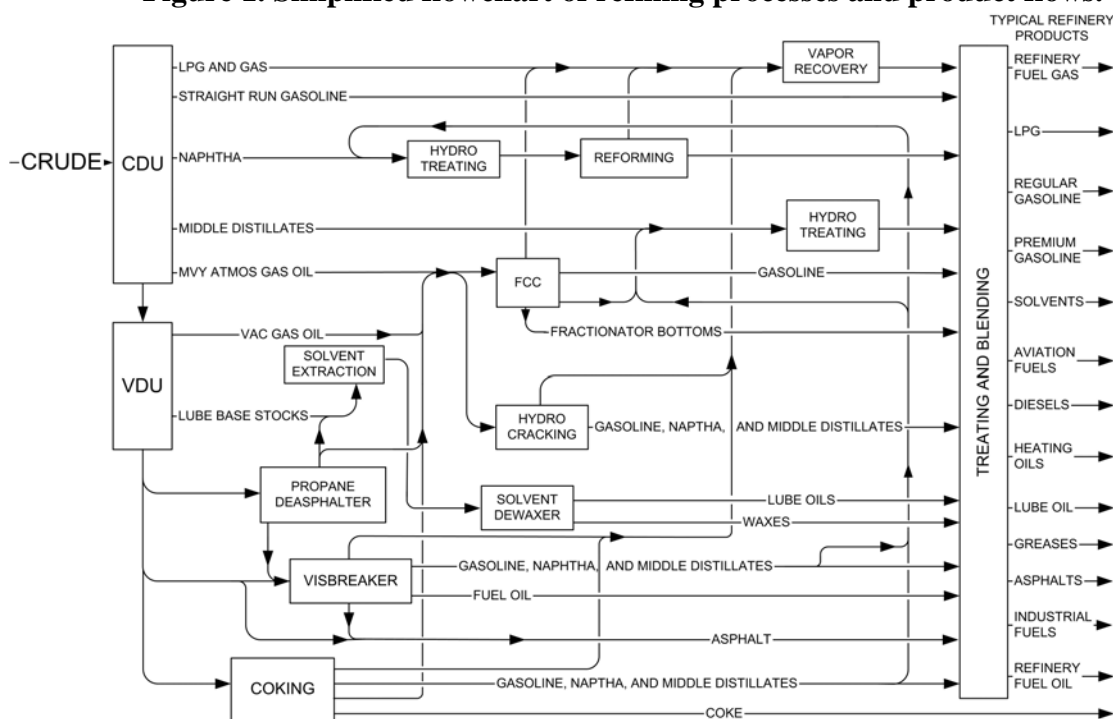 Figure 1. Simplified flowchart of refining processes and product flows.
TYPICAL REFINERY
PRODUCTS
LPG AND GAS
VAPOR
RECOVERY
REFINERY
FUEL GAS
STRAIGHT RUN GASOLINE
LPG
CRUDE
CDU
NAPHTHA
HYDRO
TREATING
REFORMING
REGULAR
GASOLINE
MIDDLE DISTILLATES
HYDRO
TREATING
PREMIUM
GASOLINE
MVY ATMOS GAS OIL
FCC
GASOLINE
SOLVENTS
VAC GAS OIL
FRACTIONATOR BOTTOMS
TREATING AND BLENDING
VDU
SOLVENT
EXTRACTION
AVIATION
FUELS
LUBE BASE STOCKS
HYDRO
CRACKING
GASOLINE, NAPTHA, AND MIDDLE DISTILLATES
DIESELS
HEATING
OILS
PROPANE
DEASPHALTER
SOLVENT
DEWAXER
LUBE OILS
WAXES
LUBE OIL
GREASES
VISBREAKER
GASOLINE, NAPHTHA, AND MIDDLE DISTILLATES
FUEL OIL
ASPHALTS
ASPHALT
INDUSTRIAL
FUELS
COKING
GASOLINE, NAPTHA, AND MIDDLE DISTILLATES
REFINERY
FUEL OIL
COKE